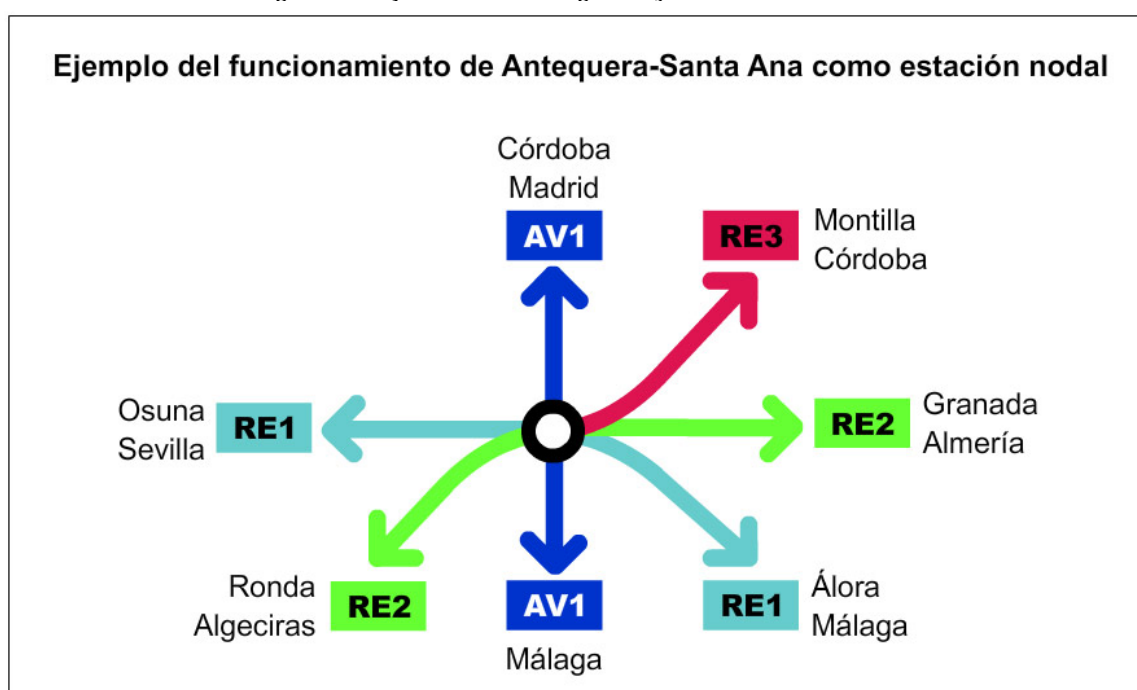 Ejemplo del funcionamiento de Antequera-Santa Ana como estación nodal
Córdoba
Madrid
AV1
RE3
Montilla
Córdoba
Osuna
Sevilla
RE1
RE2
Granada
Almería
Ronda
Algeciras
RE2
AV1
Málaga
RE1
Álora
Málaga